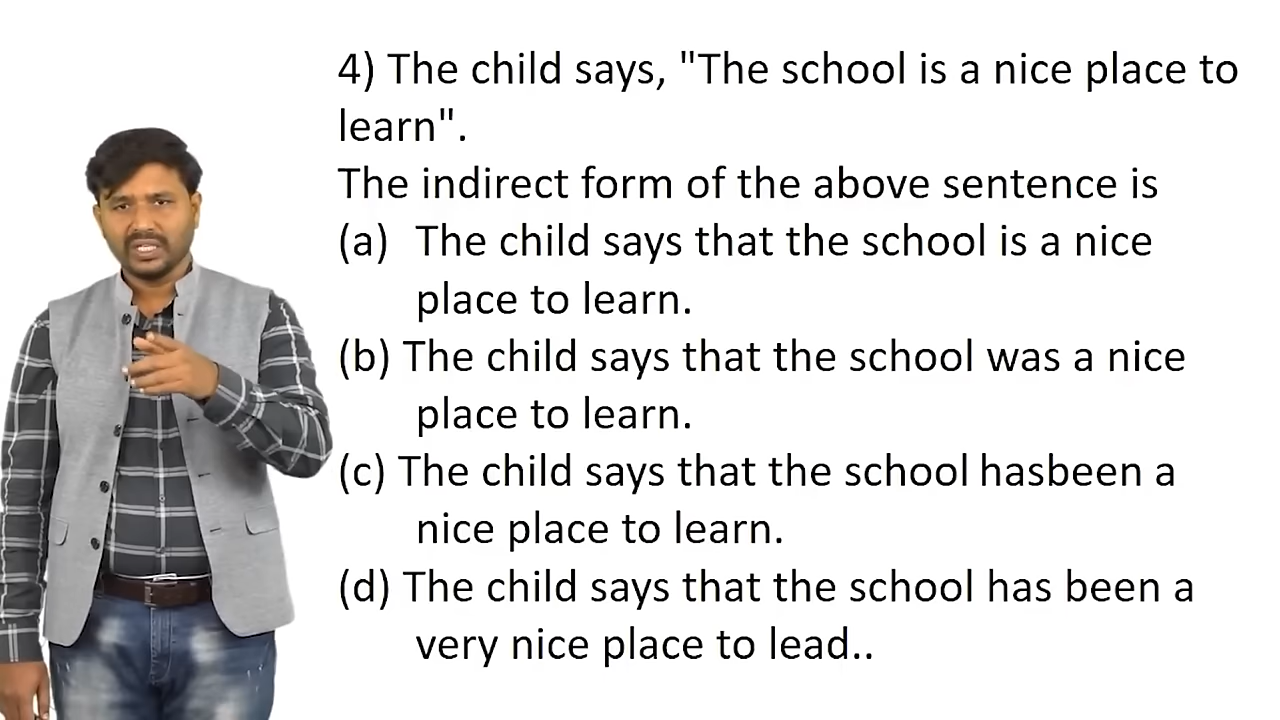 4) The child says, "The school is a nice place to
learn".
The indirect form of the above sentence is
(a) The child says that the school is a nice
place to learn.
(b) The child says that the school was a nice
place to learn.
(c) The child says that the school hasbeen a
nice place to learn.
(d) The child says that the school has been a
very nice place to lead..